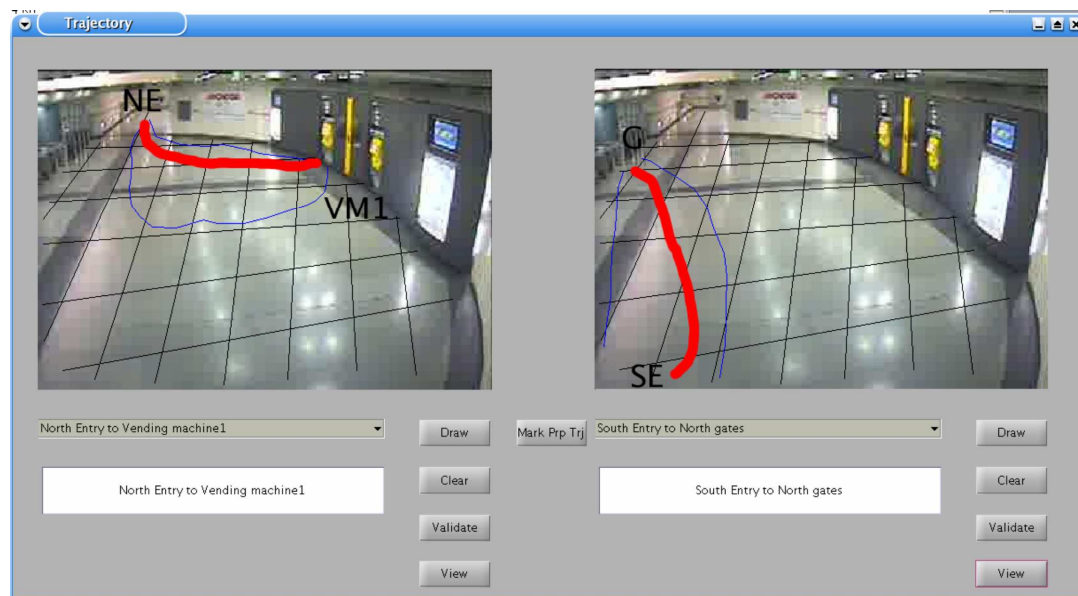 Trajectory
NE
VM1
G
SE
North Entry to Vending machine1
Draw
Mark Prp Trj
South Entry to North gates
Draw
North Entry to Vending machine1
Clear
South Entry to North gates
Clear
Validate
Validate
View
View